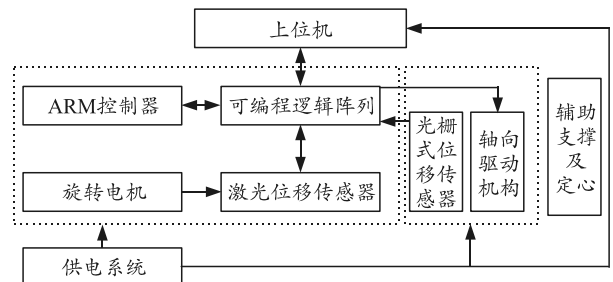 上位机
ARM控制器
可编程逻辑阵列
光栅
式位
移传
感器
轴向
驱动
机构
辅助
支撑
及
定心
旋转电机
激光位移传感器
供电系统